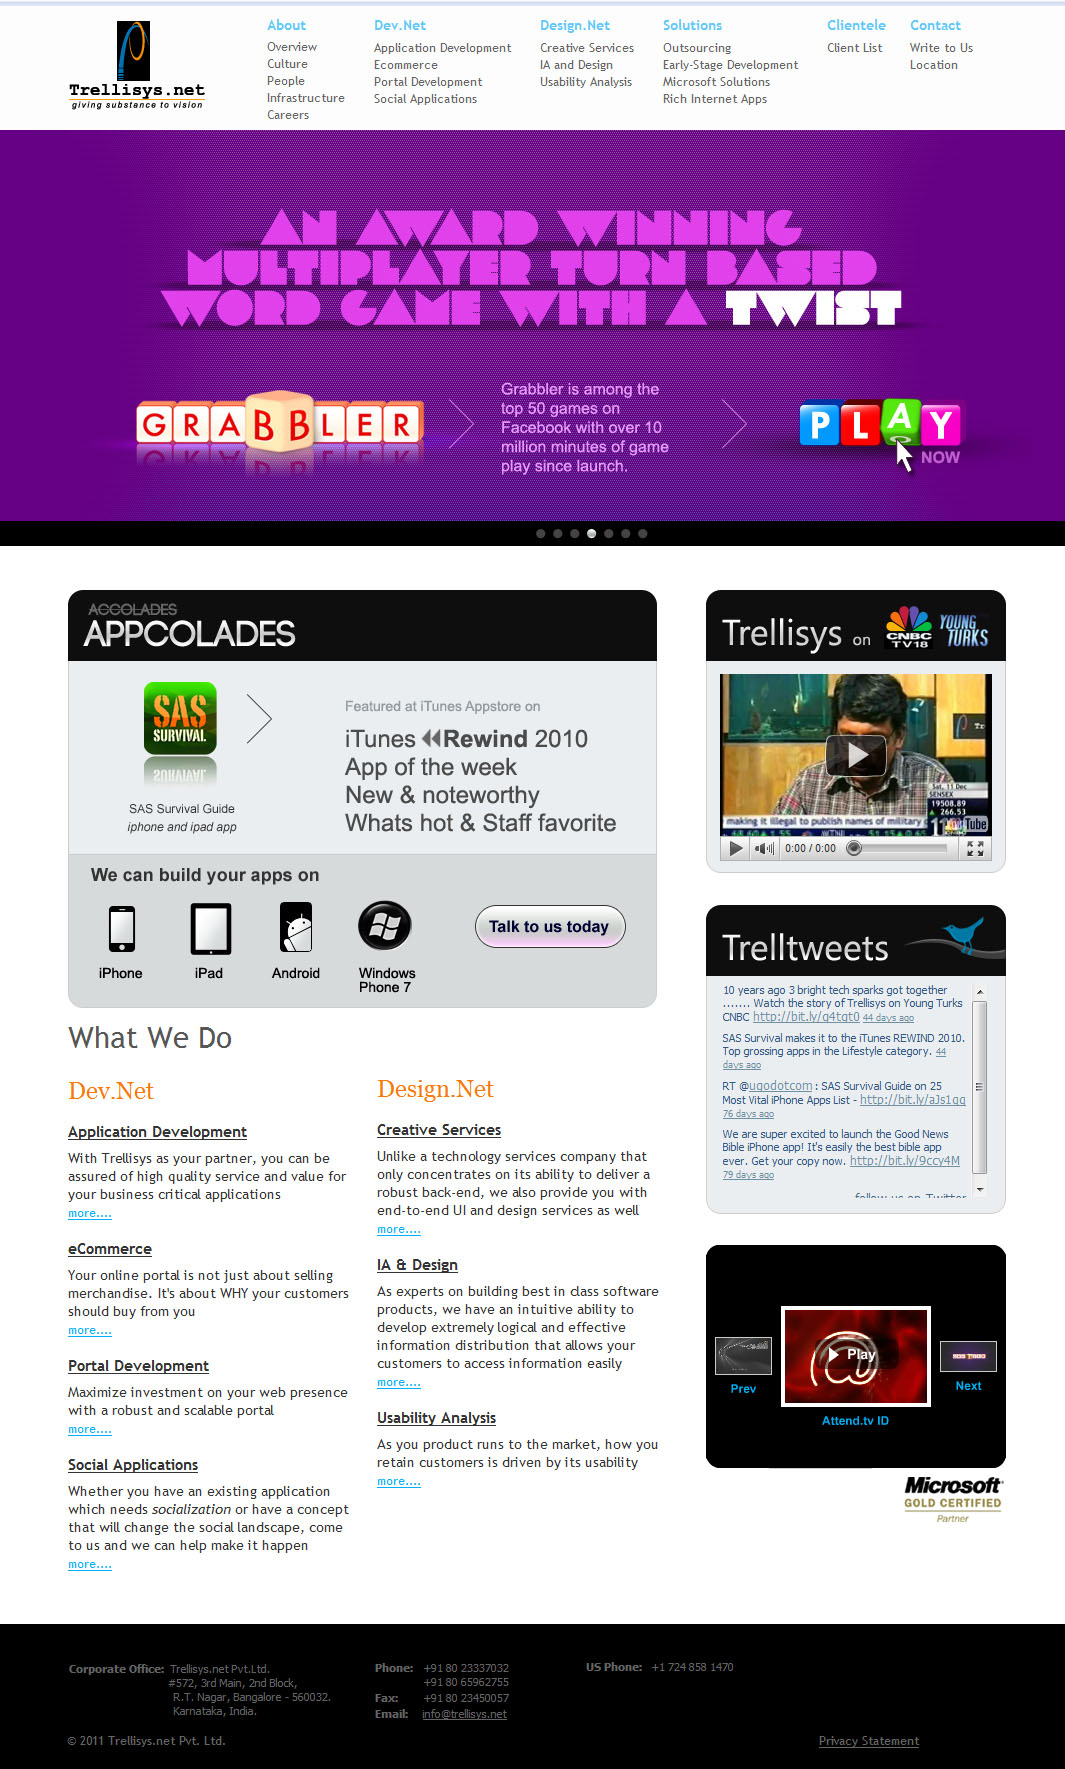 Trellisys.net
giving substance to vision
About
Overview
Culture
People
Infrastructure
Careers
Dev.Net
Application Development
Ecommerce
Portal Development
Social Applications
Design.Net
Creative Services
IA and Design
Usability Analysis
Solutions
Outsourcing
Early-Stage Development
Microsoft Solutions
Rich Internet Apps
Clientele
Client List
Contact
Write to Us
Location
AN AWARD WINNING
MULTIPLAYER TURN BASED
WORD GAME WITH A TWIST
GRABBLER
Grabbler is among the
top 50 games on
Facebook with over 10
million minutes of game
play since launch.
PLAY
NOW
ACCOLADES
APPCOLADES
SAS
SURVIVAL
SAS Survival Guide
iphone and ipad app
Featured at iTunes Appstore on
iTunes Rewind 2010
App of the week
New & noteworthy
Whats hot & Staff favorite
We can build your apps on
iPhone
iPad
Android
Windows
Phone 7
Talk to us today
Trellisys on CNBC TV18 YOUNG TURKS
Sat, 11 Dec
SENSEX
19508.89
266.53
making it illegal to publish names of military
0:00 / 0:00
Trelltweets
10 years ago 3 bright tech sparks got together
....... Watch the story of Trellisys on Young Turks
CNBC http://bit.ly/g4tgt0 44 days ago
SAS Survival makes it to the iTunes REWIND 2010.
Top grossing apps in the Lifestyle category. 44
days ago
RT @ugodotcom : SAS Survival Guide on 25
Most Vital iPhone Apps List - http://bit.ly/aJs1gg
76 days ago
We are super excited to launch the Good News
Bible iPhone app! It's easily the best bible app
ever. Get your copy now. http://bit.ly/9ccy4M
79 days ago
follow us on Twitter
Prev
Play
Next
Attend.tv ID
Microsoft
GOLD CERTIFIED
Partner
What We Do
Dev.Net
Application Development
With Trellisys as your partner, you can be
assured of high quality service and value for
your business critical applications
more....
eCommerce
Your online portal is not just about selling
merchandise. It's about WHY your customers
should buy from you
more....
Portal Development
Maximize investment on your web presence
with a robust and scalable portal
more....
Social Applications
Whether you have an existing application
which needs socialization or have a concept
that will change the social landscape, come
to us and we can help make it happen
more....
Design.Net
Creative Services
Unlike a technology services company that
only concentrates on its ability to deliver a
robust back-end, we also provide you with
end-to-end UI and design services as well
more....
IA & Design
As experts on building best in class software
products, we have an intuitive ability to
develop extremely logical and effective
information distribution that allows your
customers to access information easily
more....
Usability Analysis
As you product runs to the market, how you
retain customers is driven by its usability
more....
Corporate Office: Trellisys.net Pvt.Ltd.
#572, 3rd Main, 2nd Block,
R.T. Nagar, Bangalore - 560032.
Karnataka, India.
Phone: +91 80 23337032
+91 80 65962755
Fax: +91 80 23450057
Email: info@trellisys.net
US Phone: +1 724 858 1470
© 2011 Trellisys.net Pvt. Ltd.
Privacy Statement